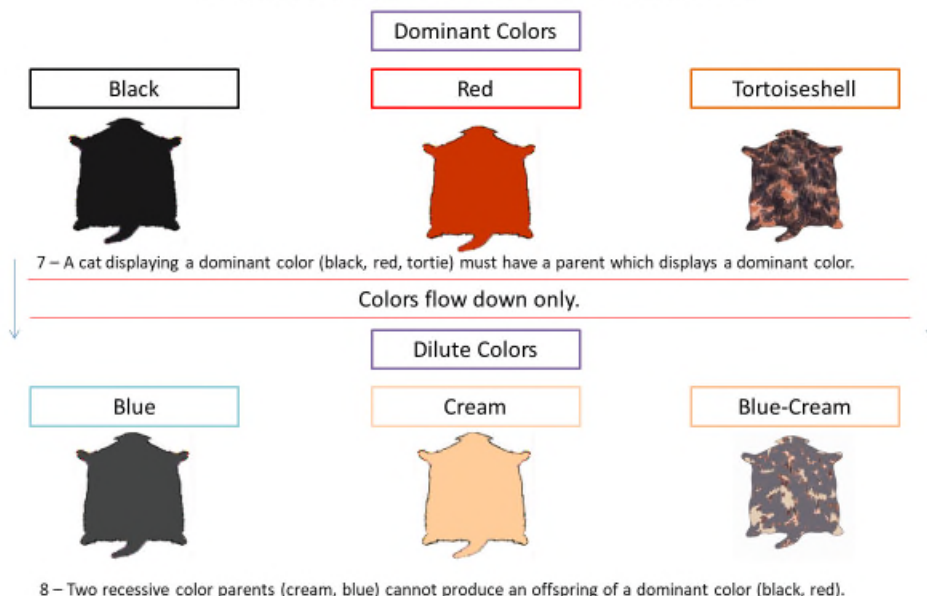 Dominant Colors
Black Red Tortoiseshell
7 – A cat displaying a dominant color (black, red, tortie) must have a parent which displays a dominant color.
Colors flow down only.
Dilute Colors
Blue Cream Blue-Cream
8 – Two recessive color parents (cream, blue) cannot produce an offspring of a dominant color (black, red).